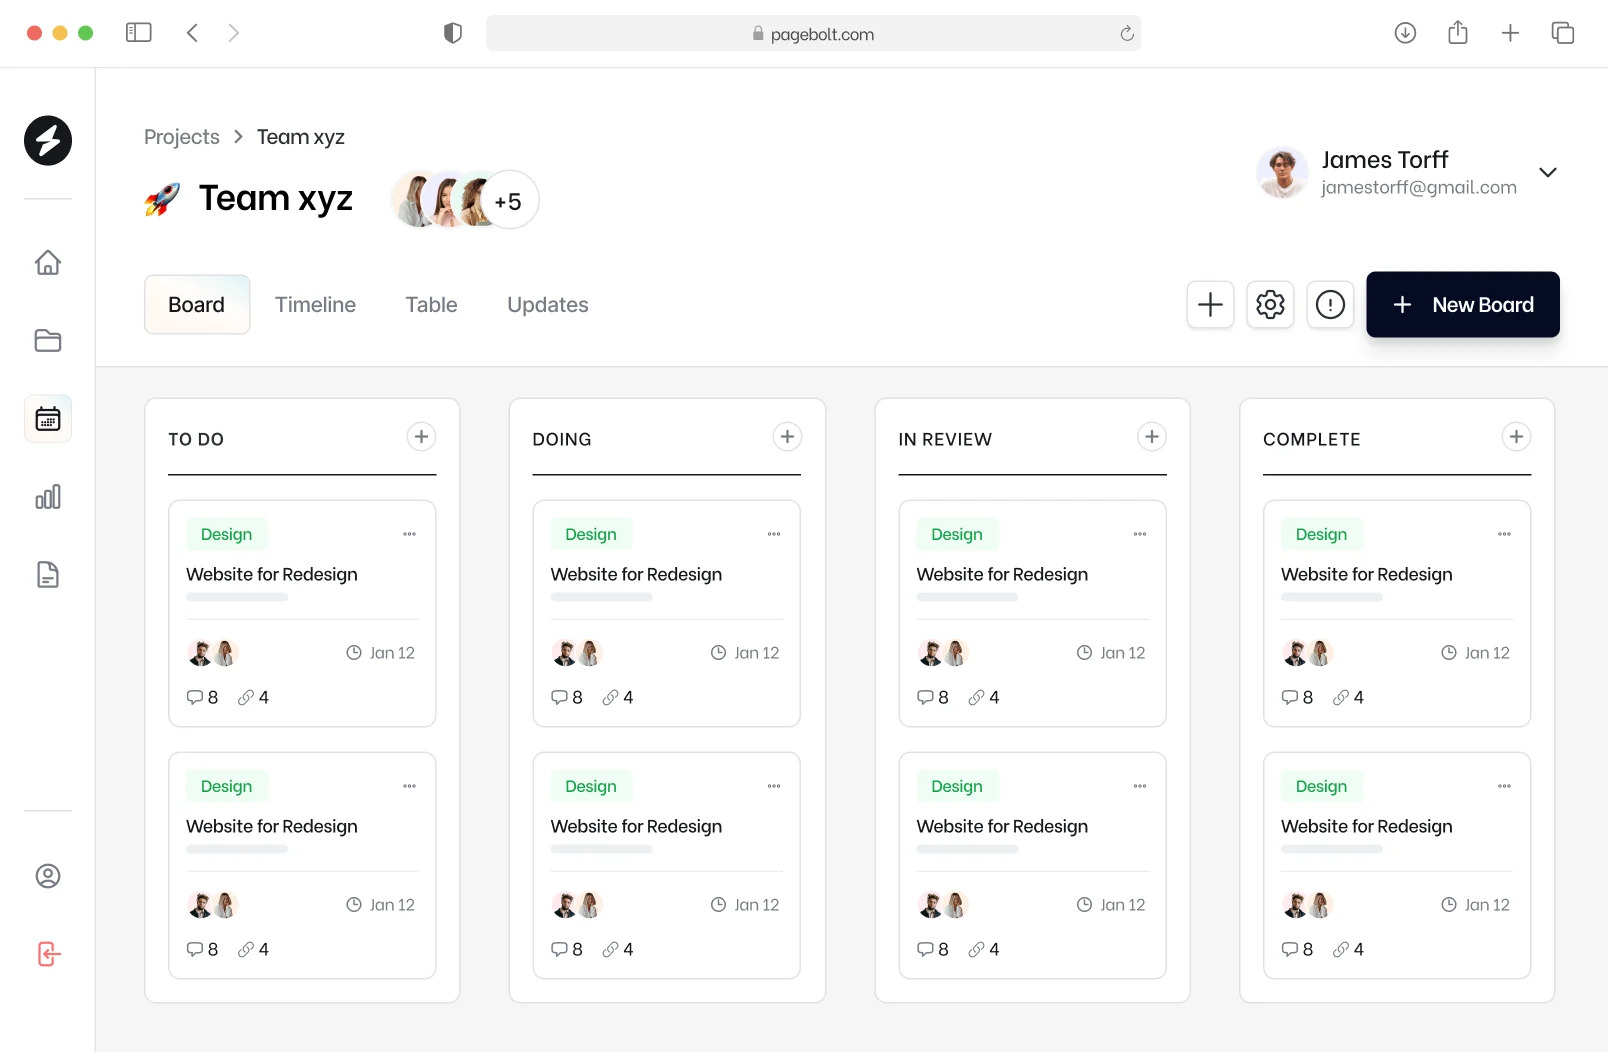 pagebolt.com
Projects > Team xyz
James Torff
jamestorff@gmail.com
Team xyz
+5
Board
Timeline
Table
Updates
New Board
TO DO
Design
Website for Redesign
Jan 12
8 4
Design
Website for Redesign
Jan 12
8 4
DOING
Design
Website for Redesign
Jan 12
8 4
Design
Website for Redesign
Jan 12
8 4
IN REVIEW
Design
Website for Redesign
Jan 12
8 4
Design
Website for Redesign
Jan 12
8 4
COMPLETE
Design
Website for Redesign
Jan 12
8 4
Design
Website for Redesign
Jan 12
8 4